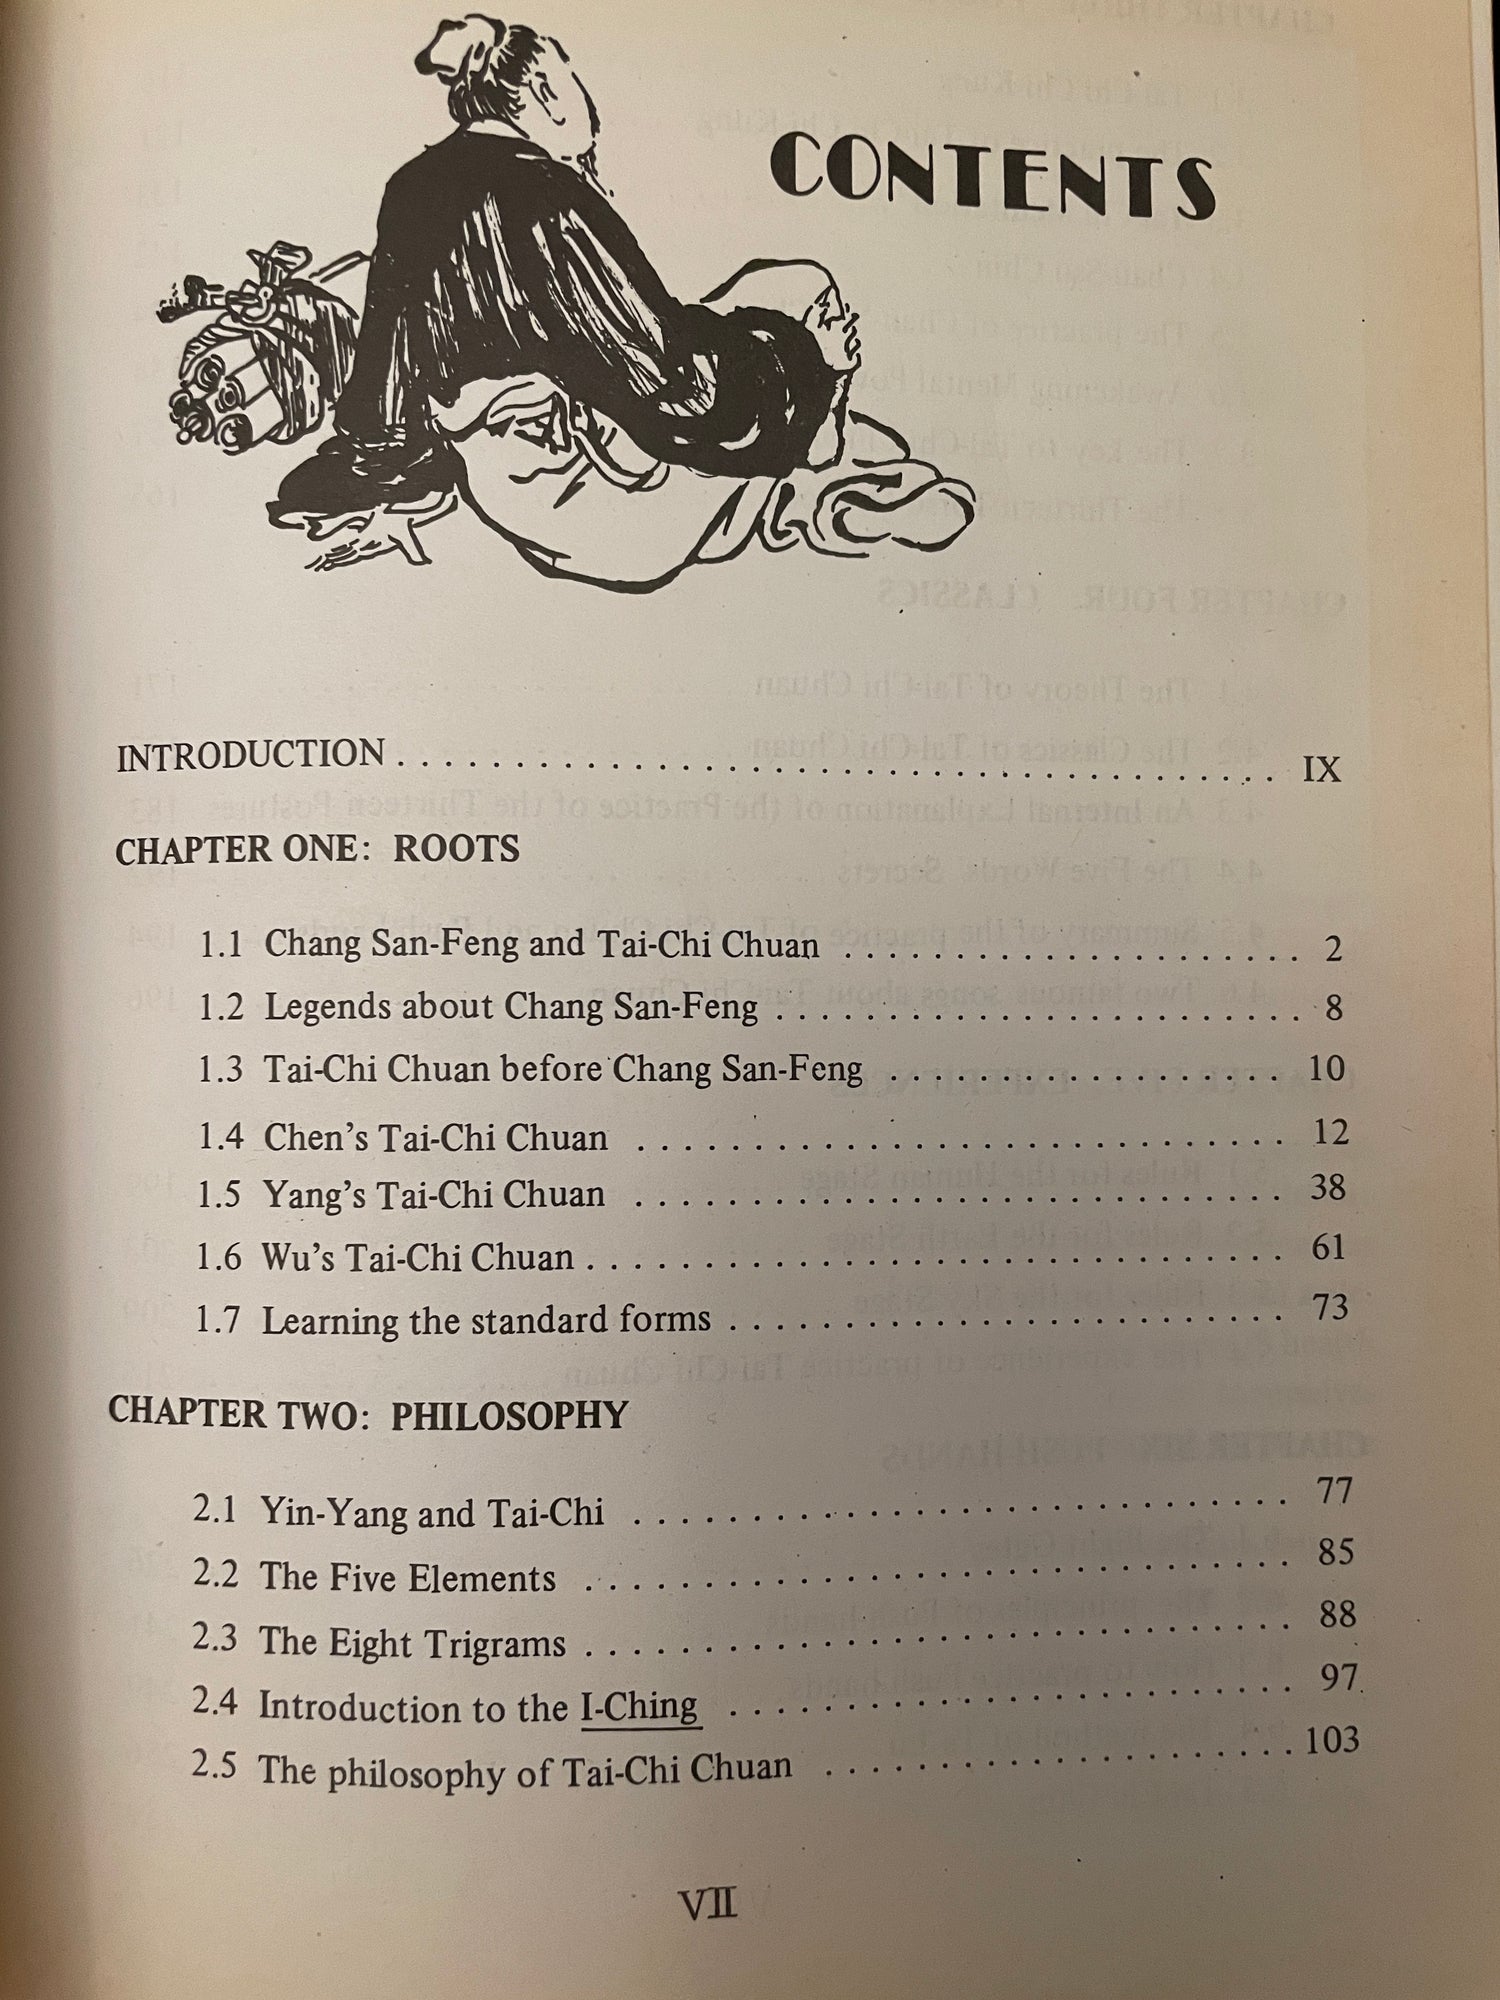 CONTENTS
INTRODUCTION . . . . . . . . . . . . . . . . . . . . . . . . . . . . . . . . . . . . . . IX
CHAPTER ONE: ROOTS
1.1 Chang San-Feng and Tai-Chi Chuan . . . . . . . . . . . . . . . . . . . . 2
1.2 Legends about Chang San-Feng . . . . . . . . . . . . . . . . . . . . . . . 8
1.3 Tai-Chi Chuan before Chang San-Feng . . . . . . . . . . . . . . . . . 10
1.4 Chen's Tai-Chi Chuan . . . . . . . . . . . . . . . . . . . . . . . . . . . . 12
1.5 Yang's Tai-Chi Chuan . . . . . . . . . . . . . . . . . . . . . . . . . . . . 38
1.6 Wu's Tai-Chi Chuan . . . . . . . . . . . . . . . . . . . . . . . . . . . . . . 61
1.7 Learning the standard forms . . . . . . . . . . . . . . . . . . . . . . . . 73
CHAPTER TWO: PHILOSOPHY
2.1 Yin-Yang and Tai-Chi . . . . . . . . . . . . . . . . . . . . . . . . . . . . 77
2.2 The Five Elements . . . . . . . . . . . . . . . . . . . . . . . . . . . . . . 85
2.3 The Eight Trigrams . . . . . . . . . . . . . . . . . . . . . . . . . . . . . . 88
2.4 Introduction to the I-Ching . . . . . . . . . . . . . . . . . . . . . . . . 97
2.5 The philosophy of Tai-Chi Chuan . . . . . . . . . . . . . . . . . . . . 103
VII